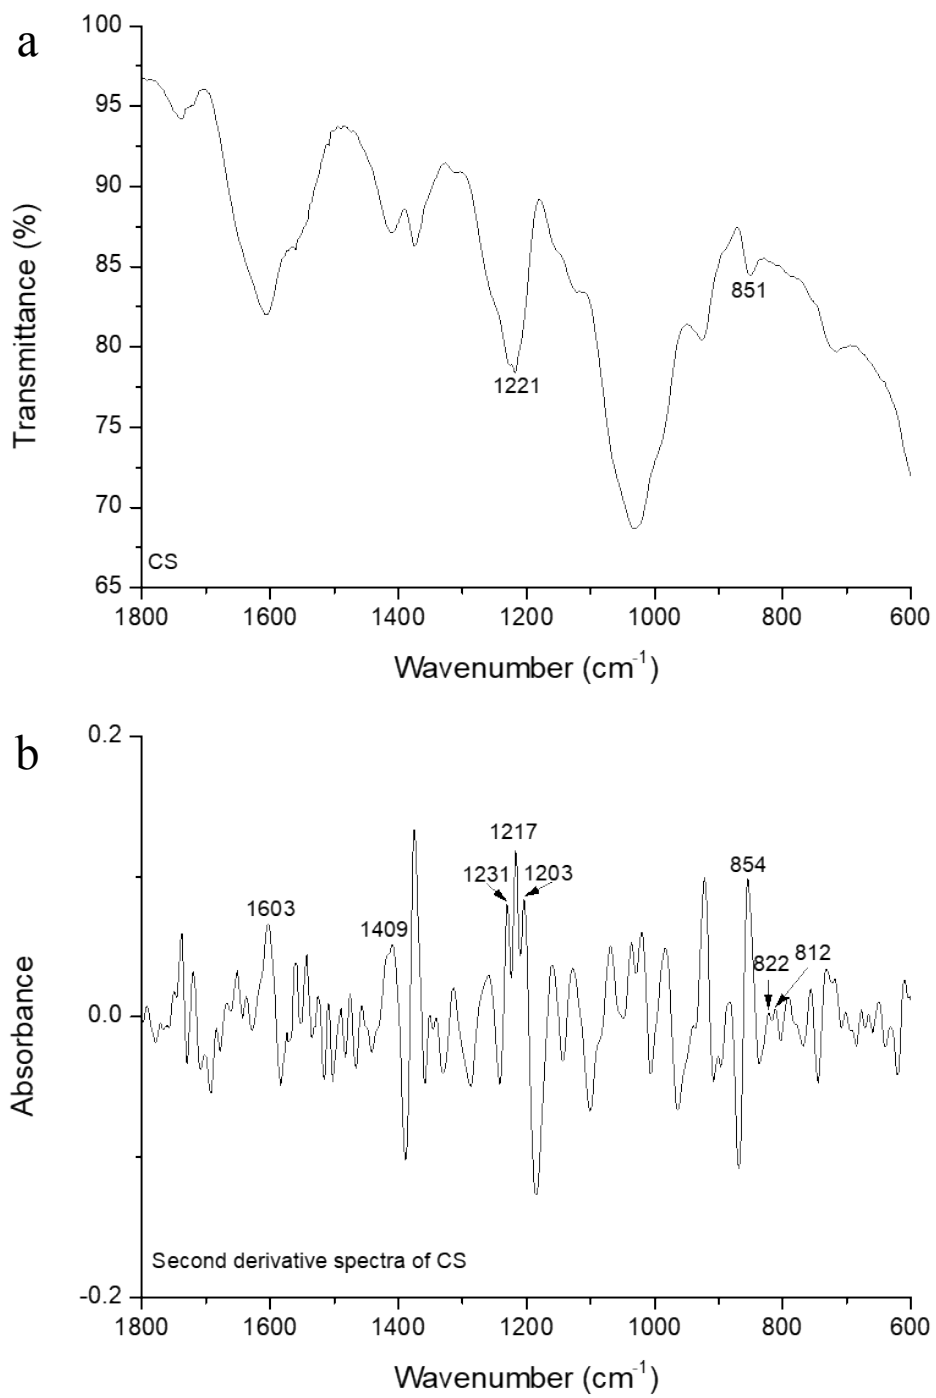 a
100
95
90
85
80
75
70
65
Transmittance (%)
851
1221
CS
1800 1600 1400 1200 1000 800 600
Wavenumber (cm-1)
b
0.2
0.0
-0.2
Absorbance
1217
1231 1203
854
1603
1409
822 812
Second derivative spectra of CS
1800 1600 1400 1200 1000 800 600
Wavenumber (cm-1)